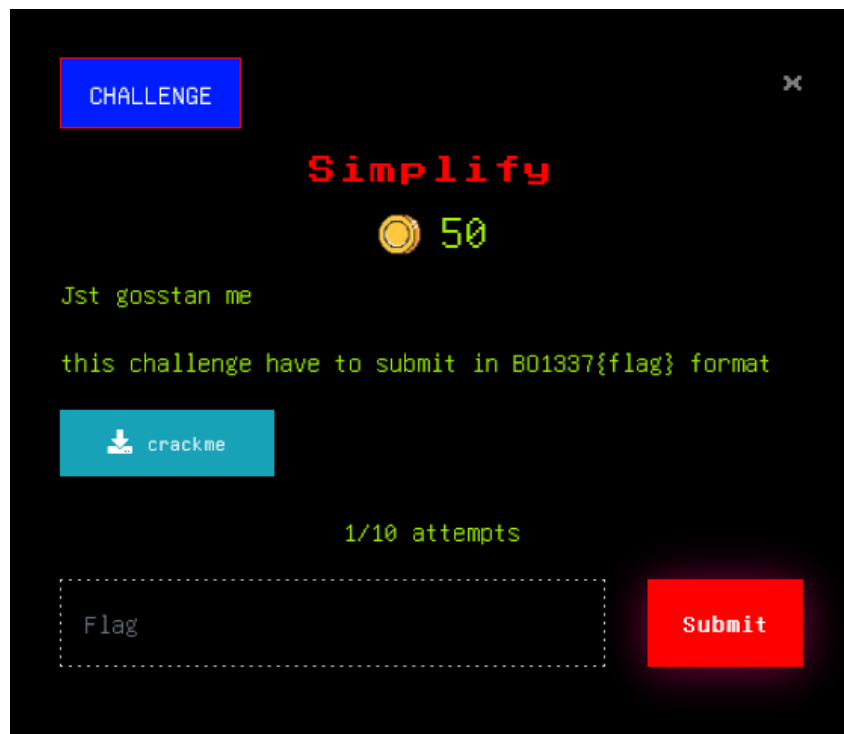 CHALLENGE
×
Simplify
50
Jst gosstan me
this challenge have to submit in BO1337{flag} format
crackme
1/10 attempts
Flag
Submit